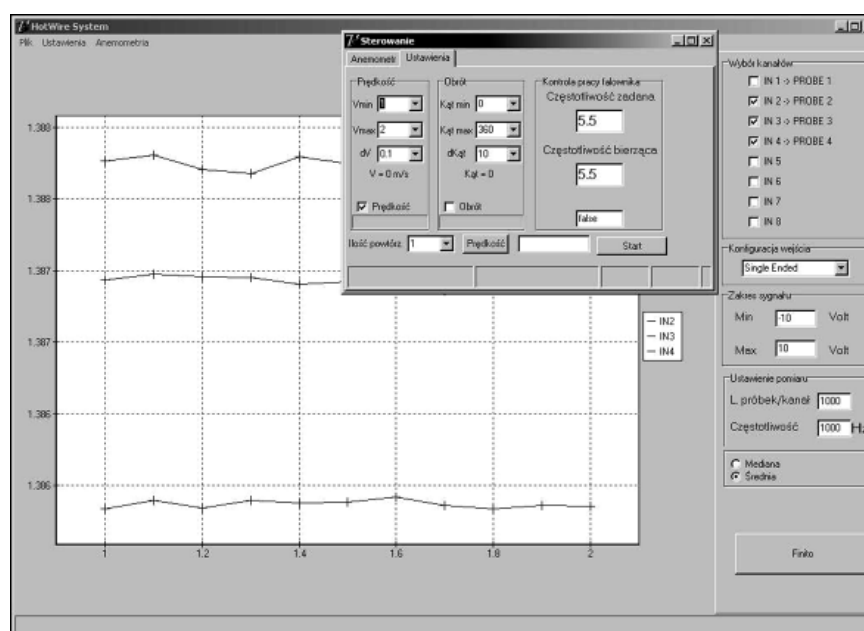 HotWire System
Plik Ustawienia Anemometria
Sterowanie
Anemometr Ustawienia
Prędkość
Vmin 1
Vmax 2
dV 0.1
V = 0 m/s
Prędkość
Obrót
Kąt min 0
Kąt max 360
dKąt 10
Kąt = 0
Obrót
Kontrola pracy falownika
Częstotliwość zadana
5.5
Częstotliwość bierząca
5.5
false
Ilość powtórz. 1 Prędkość Start
1.388
1.388
1.387
1.387
1.386
1.386
1 1.2 1.4 1.6 1.8 2
IN2
IN3
IN4
Wybór kanałów
IN 1 -> PROBE 1
IN 2 -> PROBE 2
IN 3 -> PROBE 3
IN 4 -> PROBE 4
IN 5
IN 6
IN 7
IN 8
Konfiguracja wejścia
Single Ended
Zakres sygnału
Min -10 Volt
Max 10 Volt
Ustawienie pomiaru
L. próbek/kanał 1000
Częstotliwość 1000 Hz
Mediana
Średnia
Finito